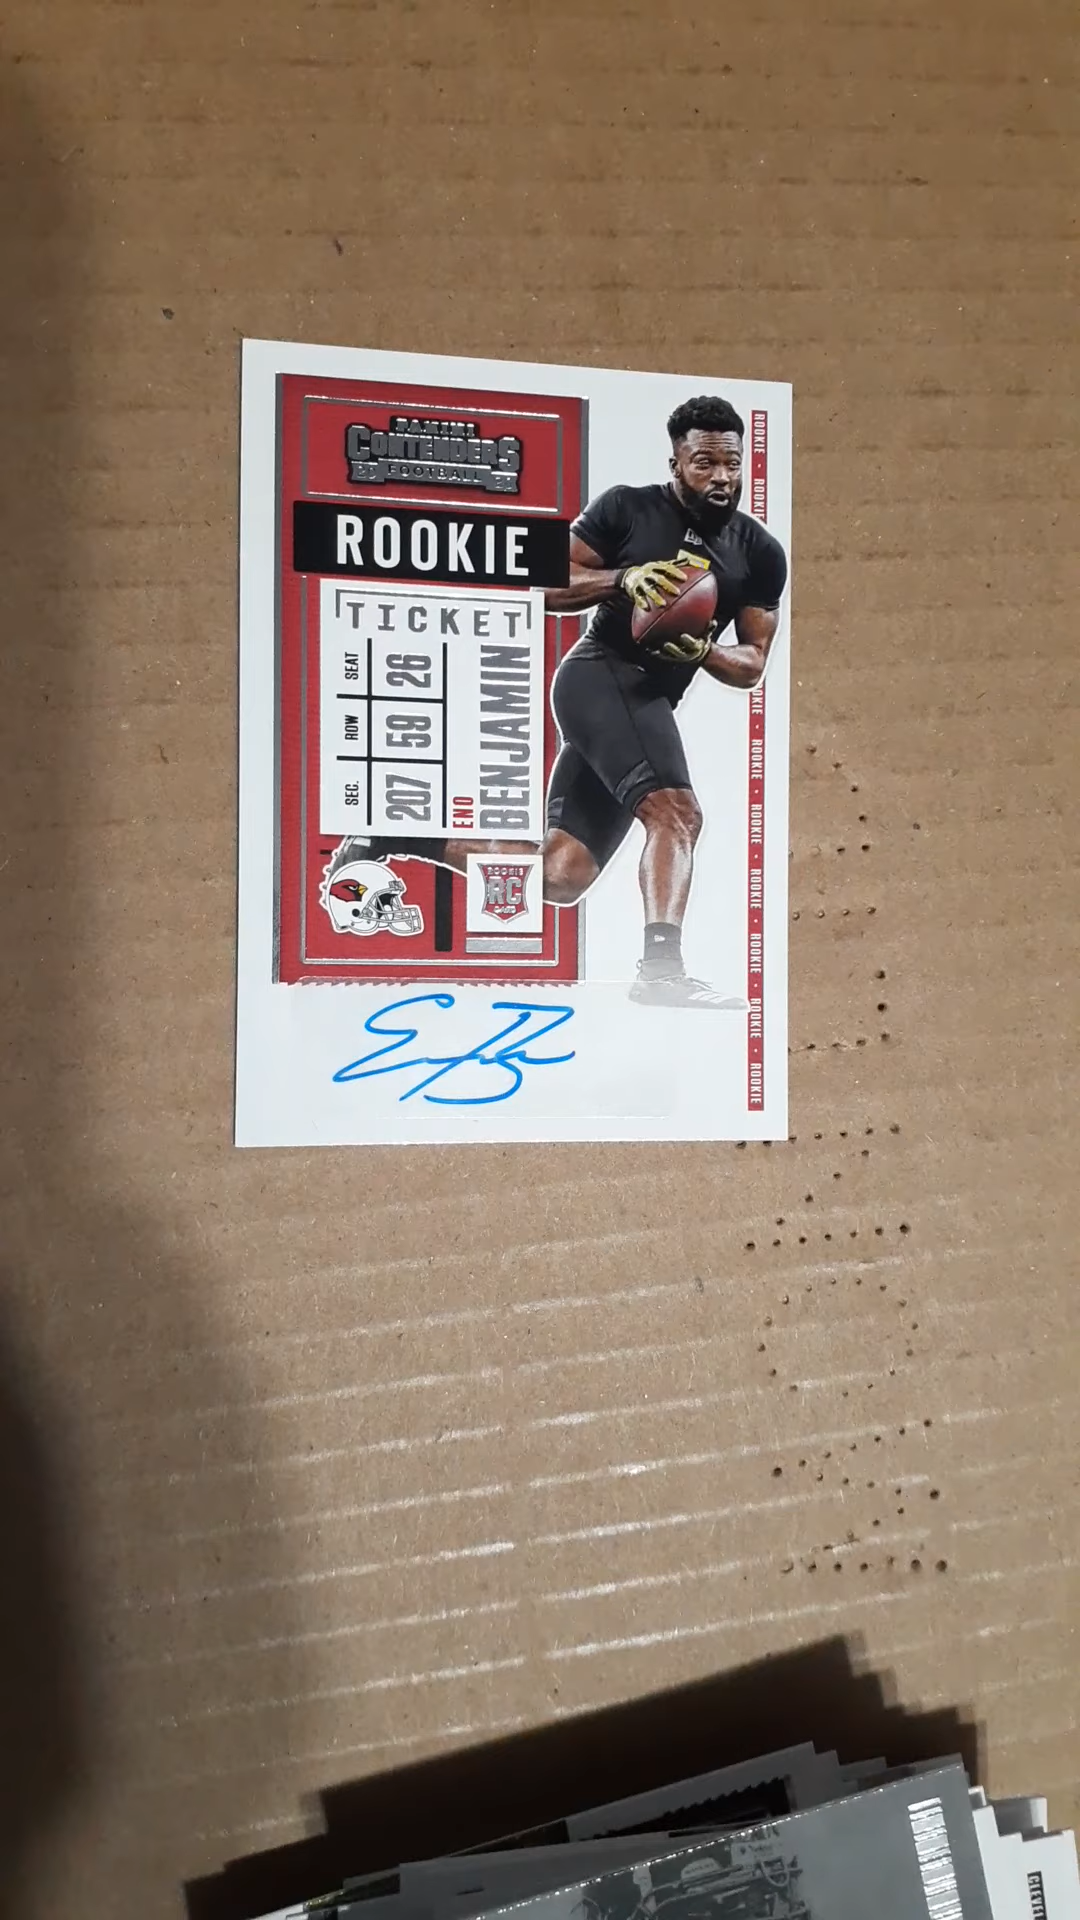 PANINI
CONTENDERS
20 FOOTBALL 21
ROOKIE
TICKET
SEC. ROW SEAT
207 59 26
ENO
BENJAMIN
ROOKIE
RC
CARD
ROOKIE • ROOKIE
ROOKIE • ROOKIE • ROOKIE • ROOKIE • ROOKIE • ROOKIE • ROOKIE